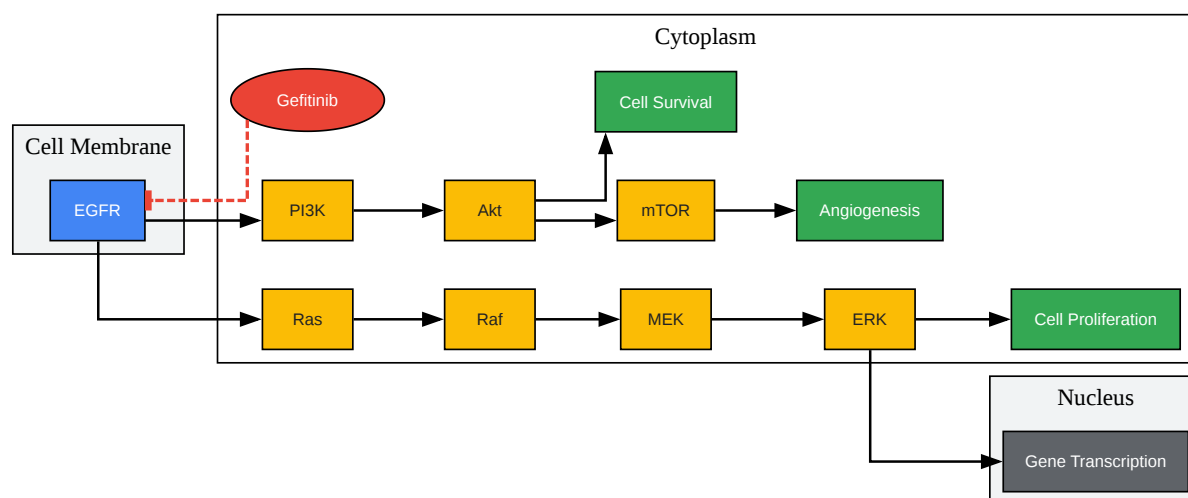 Cytoplasm
Gefitinib
Cell Survival
Cell Membrane
EGFR
PI3K
Akt
mTOR
Angiogenesis
Ras
Raf
MEK
ERK
Cell Proliferation
Nucleus
Gene Transcription